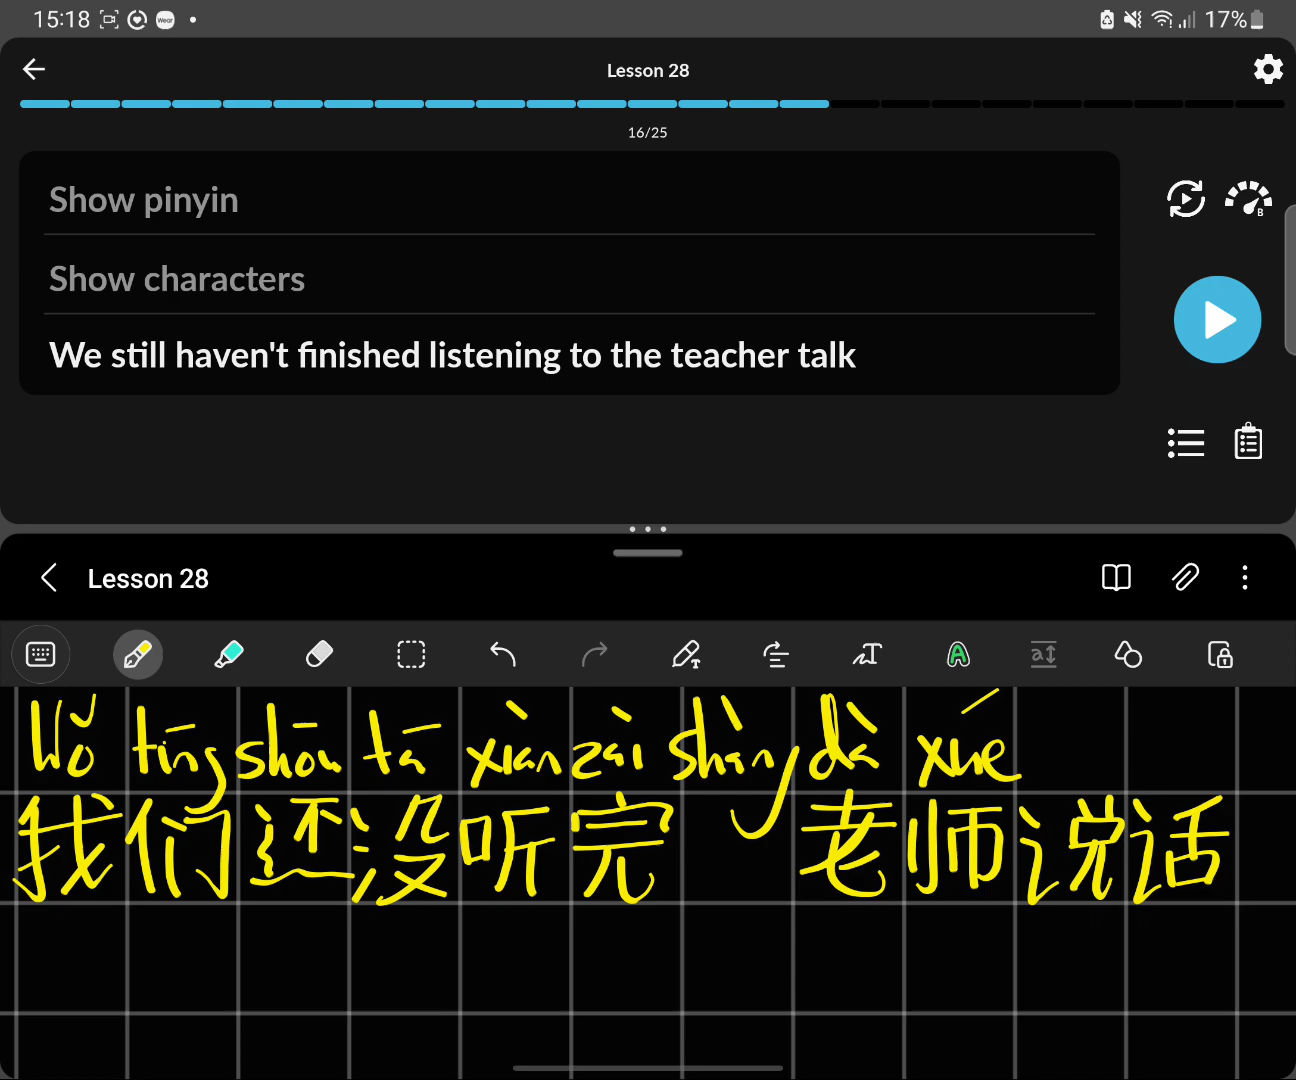 15:18
17%
Lesson 28
16/25
Show pinyin
Show characters
We still haven't finished listening to the teacher talk
Lesson 28
Wǒ tīngshōu tā xiànzài shàng dà xué
我们还没听完 老师说话